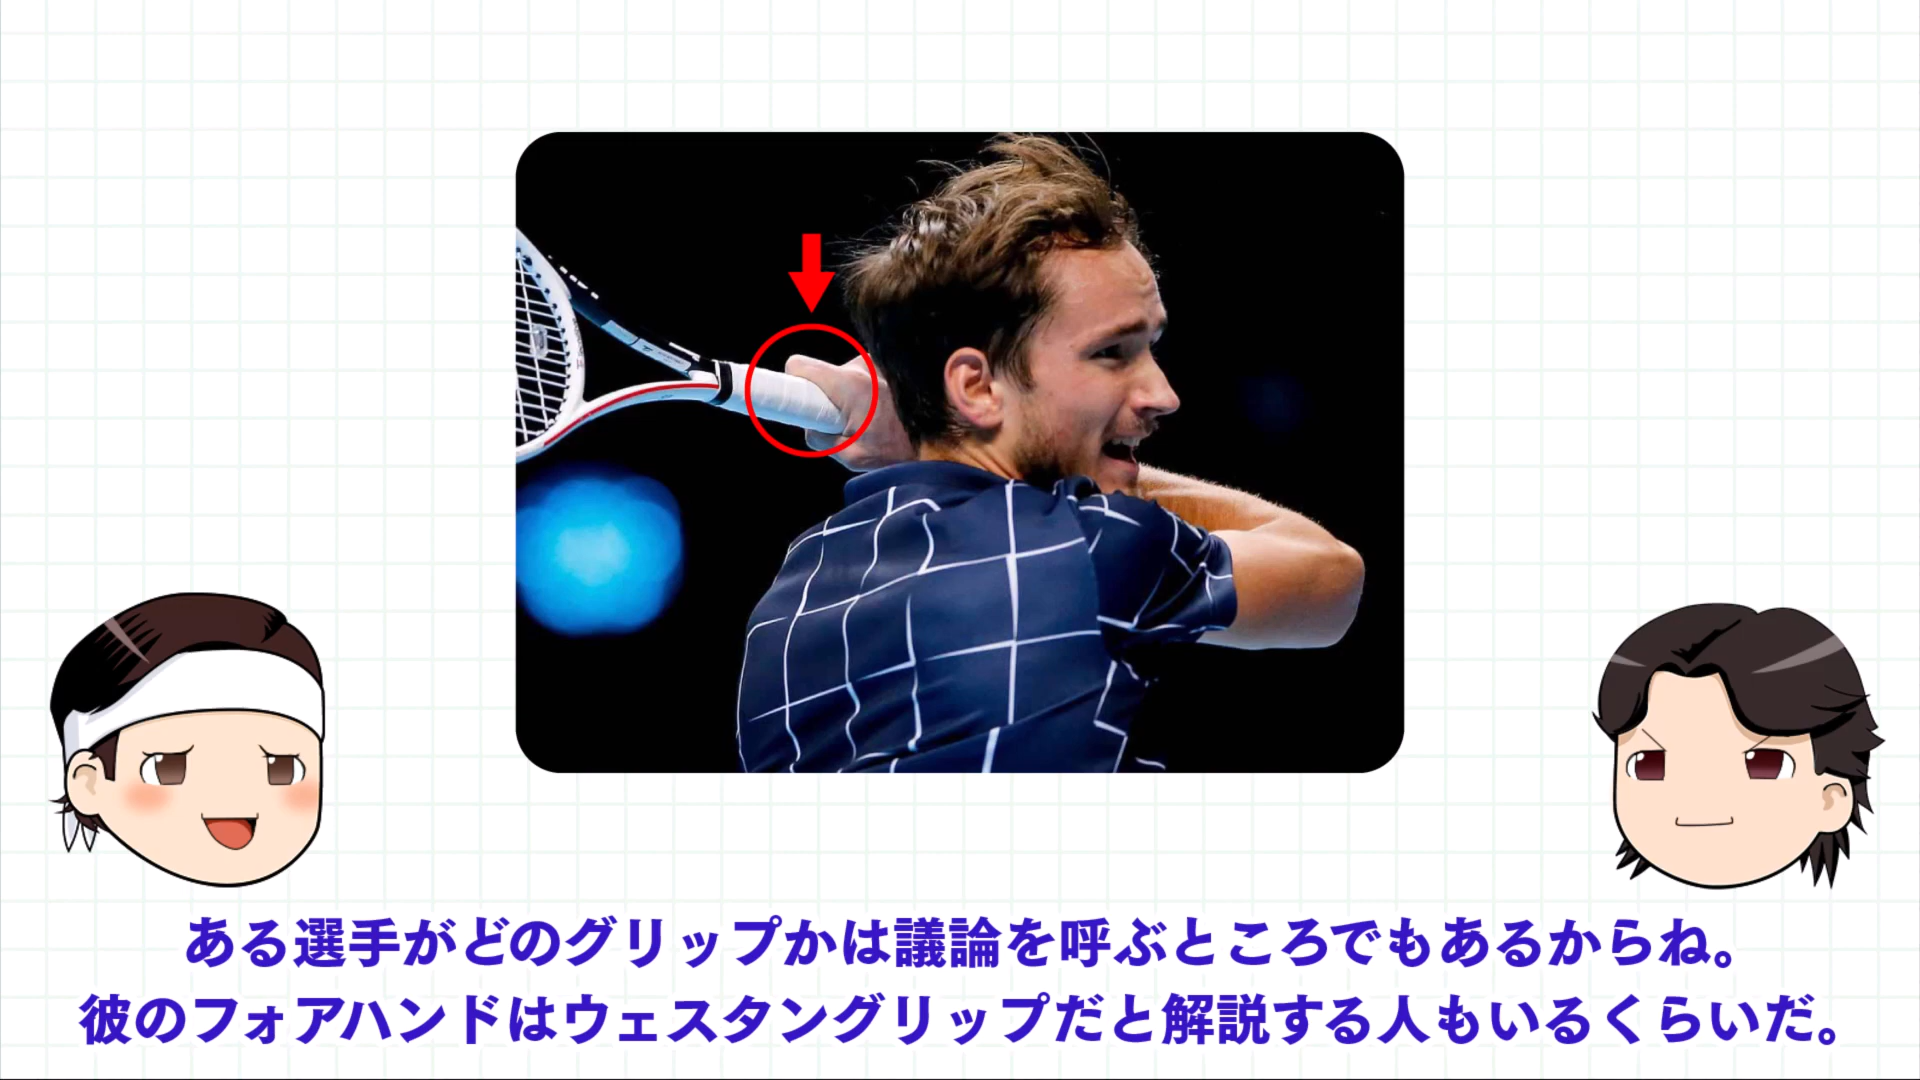 ある選手がどのグリップかは議論を呼ぶところでもあるからね。
彼のフォアハンドはウェスタングリップだと解説する人もいるくらいだ。